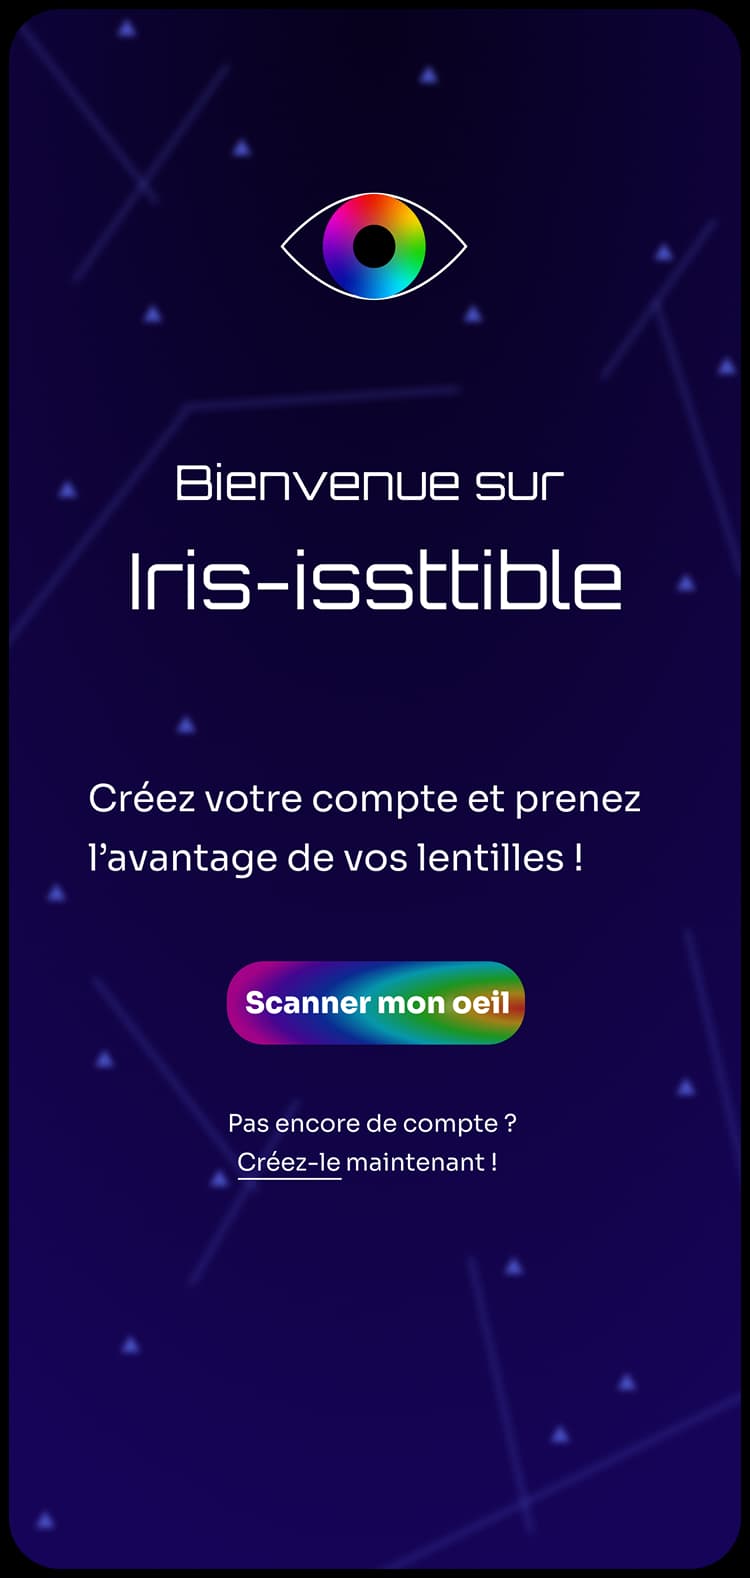 Bienvenue sur
Iris-issttible
Créez votre compte et prenez
l’avantage de vos lentilles !
Scanner mon oeil
Pas encore de compte ?
Créez-le maintenant !